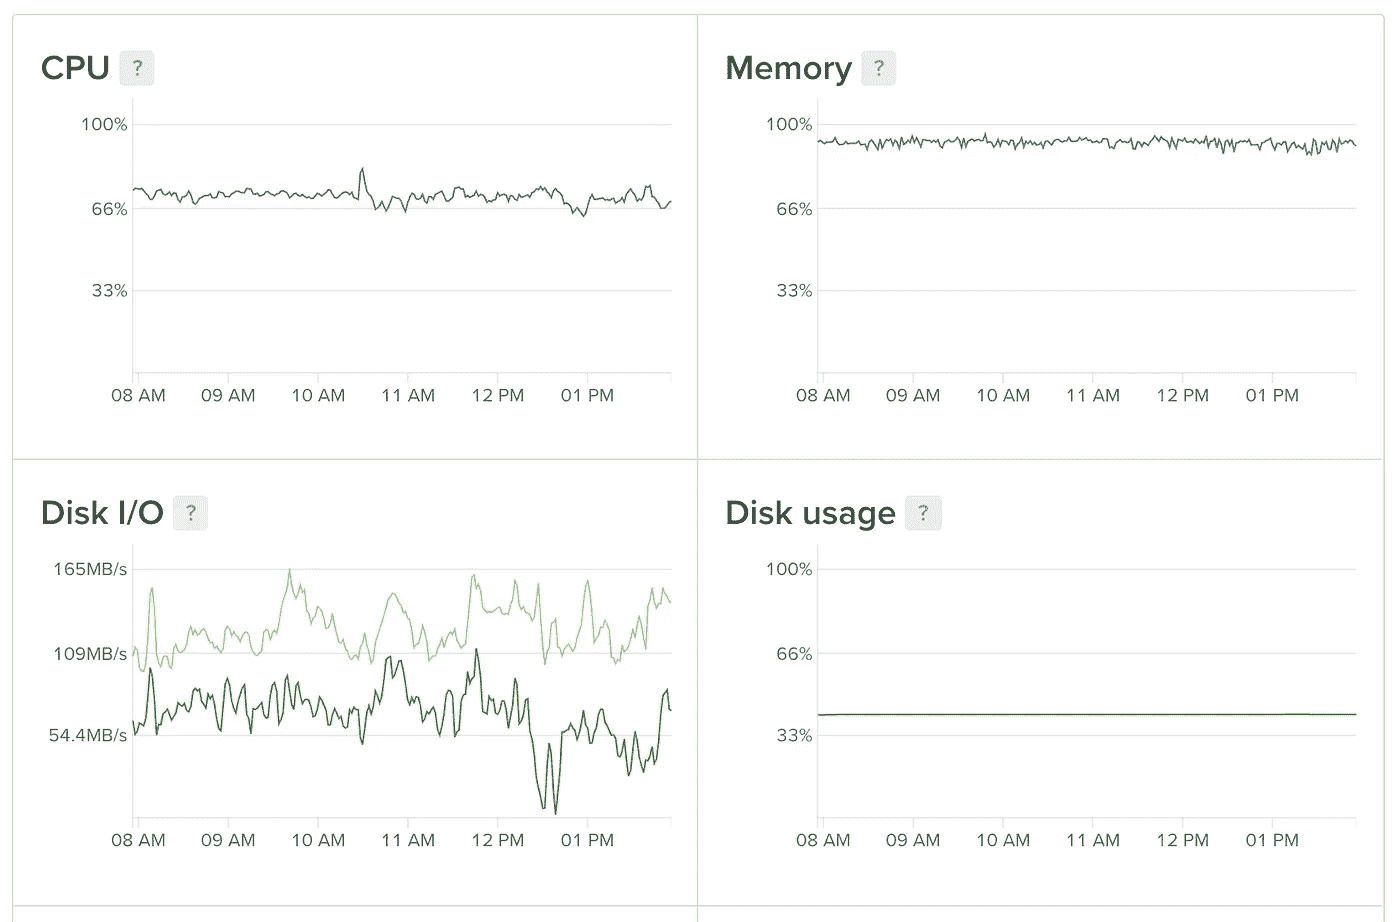 CPU ?
100%
66%
33%
08 AM 09 AM 10 AM 11 AM 12 PM 01 PM
Memory ?
100%
66%
33%
08 AM 09 AM 10 AM 11 AM 12 PM 01 PM
Disk I/O ?
165MB/s
109MB/s
54.4MB/s
08 AM 09 AM 10 AM 11 AM 12 PM 01 PM
Disk usage ?
100%
66%
33%
08 AM 09 AM 10 AM 11 AM 12 PM 01 PM